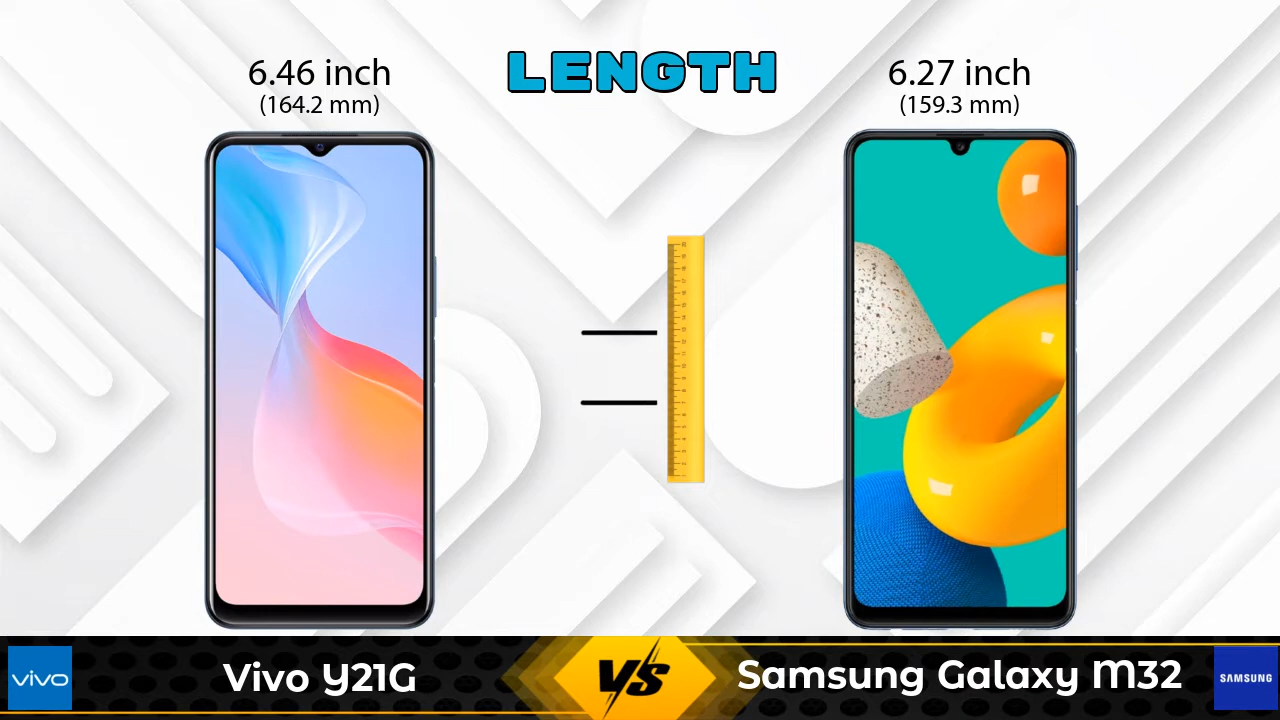 LENGTH
6.46 inch
(164.2 mm)
6.27 inch
(159.3 mm)
vivo
Vivo Y21G
VS
Samsung Galaxy M32
SAMSUNG